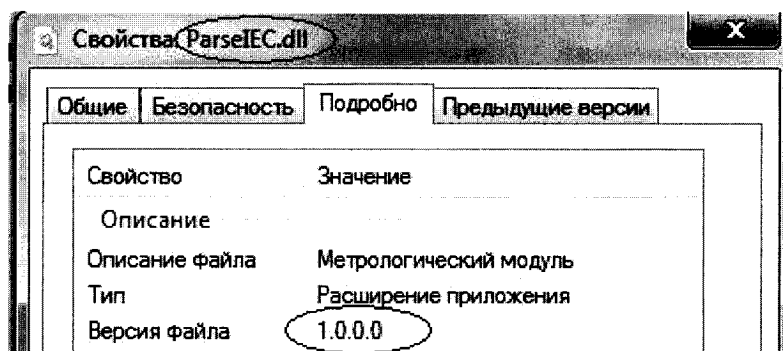 Свойства: ParseIEC.dll
Общие Безопасность Подробно Предыдущие версии
Свойство Значение
Описание
Описание файла Метрологический модуль
Тип Расширение приложения
Версия файла 1.0.0.0